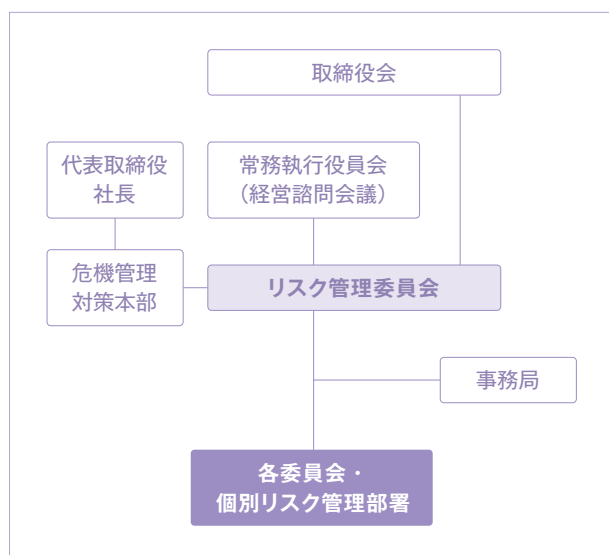 取締役会
代表取締役
社長
常務執行役員会
（経営諮問会議）
危機管理
対策本部
リスク管理委員会
事務局
各委員会・
個別リスク管理部署